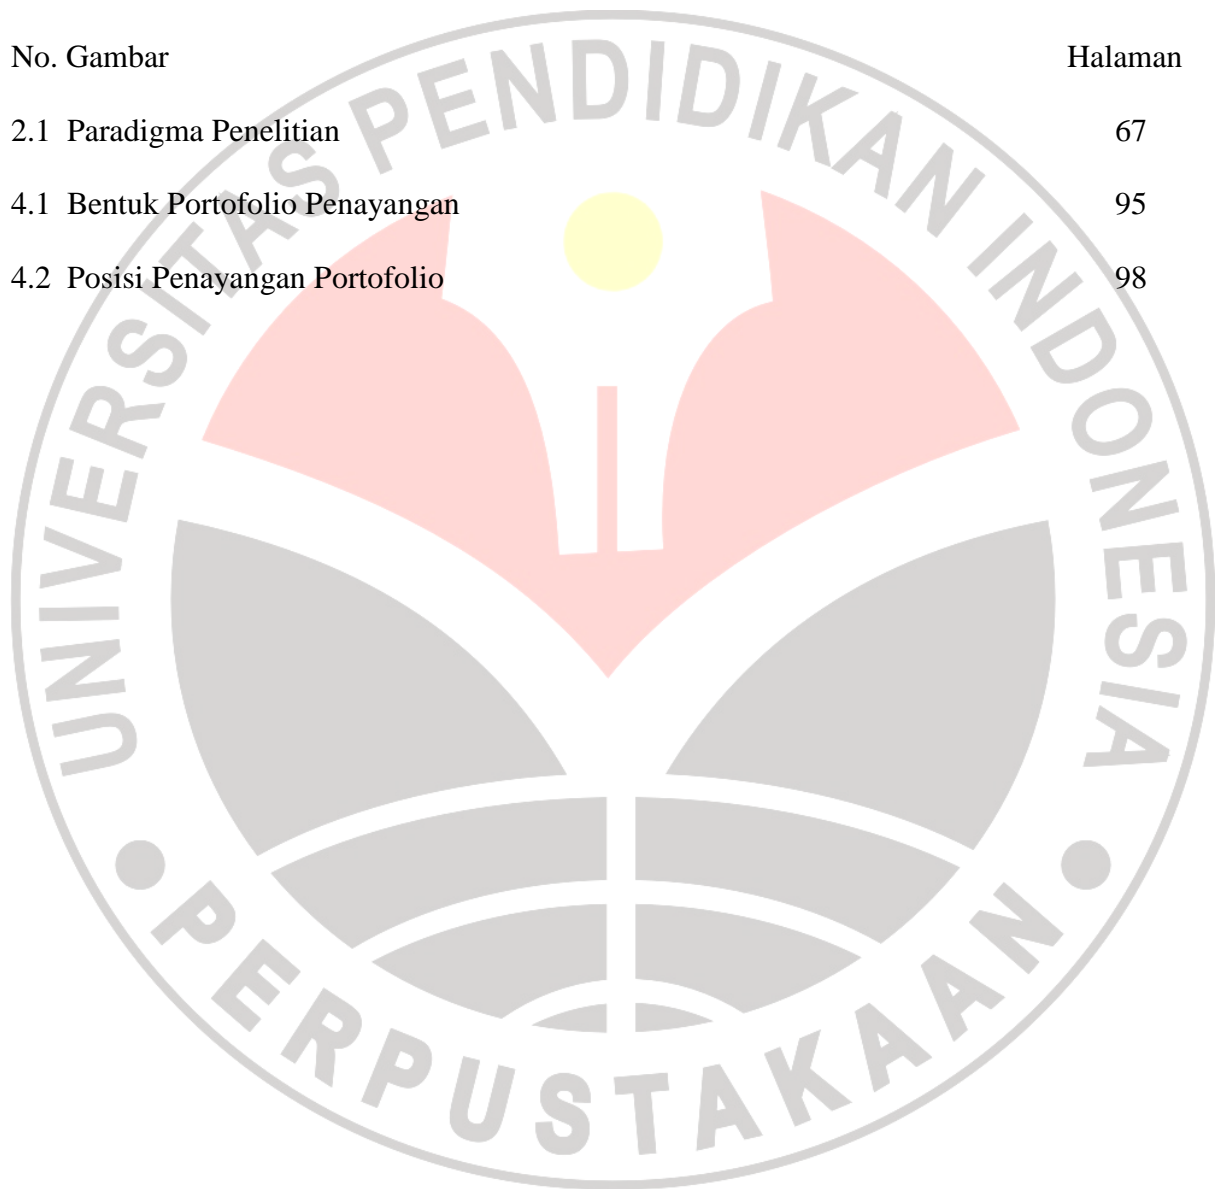 No. Gambar Halaman
2.1 Paradigma Penelitian 67
4.1 Bentuk Portofolio Penayangan 95
4.2 Posisi Penayangan Portofolio 98
UNIVERSITAS PENDIDIKAN INDONESIA
PERPUSTAKAAN